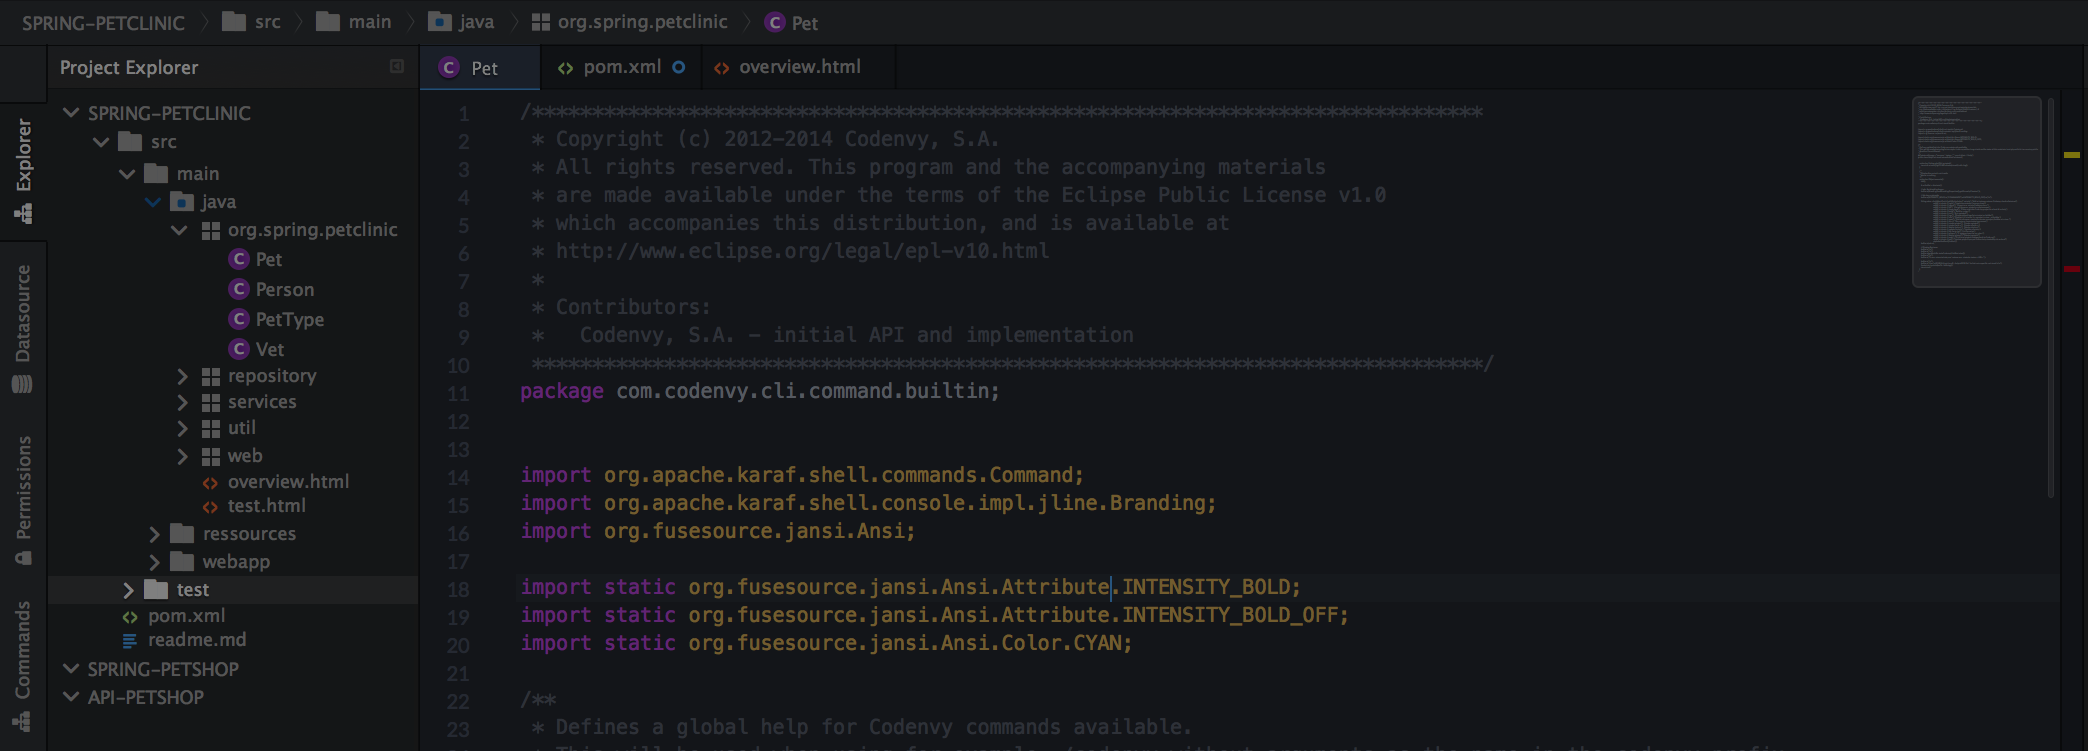 SPRING-PETCLINIC src main java org.spring.petclinic C Pet
Project Explorer
C Pet pom.xml overview.html
Explorer
Datasource
Permissions
Commands
SPRING-PETCLINIC
src
main
java
org.spring.petclinic
C Pet
C Person
C PetType
C Vet
repository
services
util
web
overview.html
test.html
ressources
webapp
test
pom.xml
readme.md
SPRING-PETSHOP
API-PETSHOP
1 /*******************************************************************************
2 * Copyright (c) 2012-2014 Codenvy, S.A.
3 * All rights reserved. This program and the accompanying materials
4 * are made available under the terms of the Eclipse Public License v1.0
5 * which accompanies this distribution, and is available at
6 * http://www.eclipse.org/legal/epl-v10.html
7 *
8 * Contributors:
9 *   Codenvy, S.A. - initial API and implementation
10 *******************************************************************************/
11 package com.codenvy.cli.command.builtin;
12
13
14 import org.apache.karaf.shell.commands.Command;
15 import org.apache.karaf.shell.console.impl.jline.Branding;
16 import org.fusesource.jansi.Ansi;
17
18 import static org.fusesource.jansi.Ansi.Attribute.INTENSITY_BOLD;
19 import static org.fusesource.jansi.Ansi.Attribute.INTENSITY_BOLD_OFF;
20 import static org.fusesource.jansi.Ansi.Color.CYAN;
21
22 /**
23 * Defines a global help for Codenvy commands available.